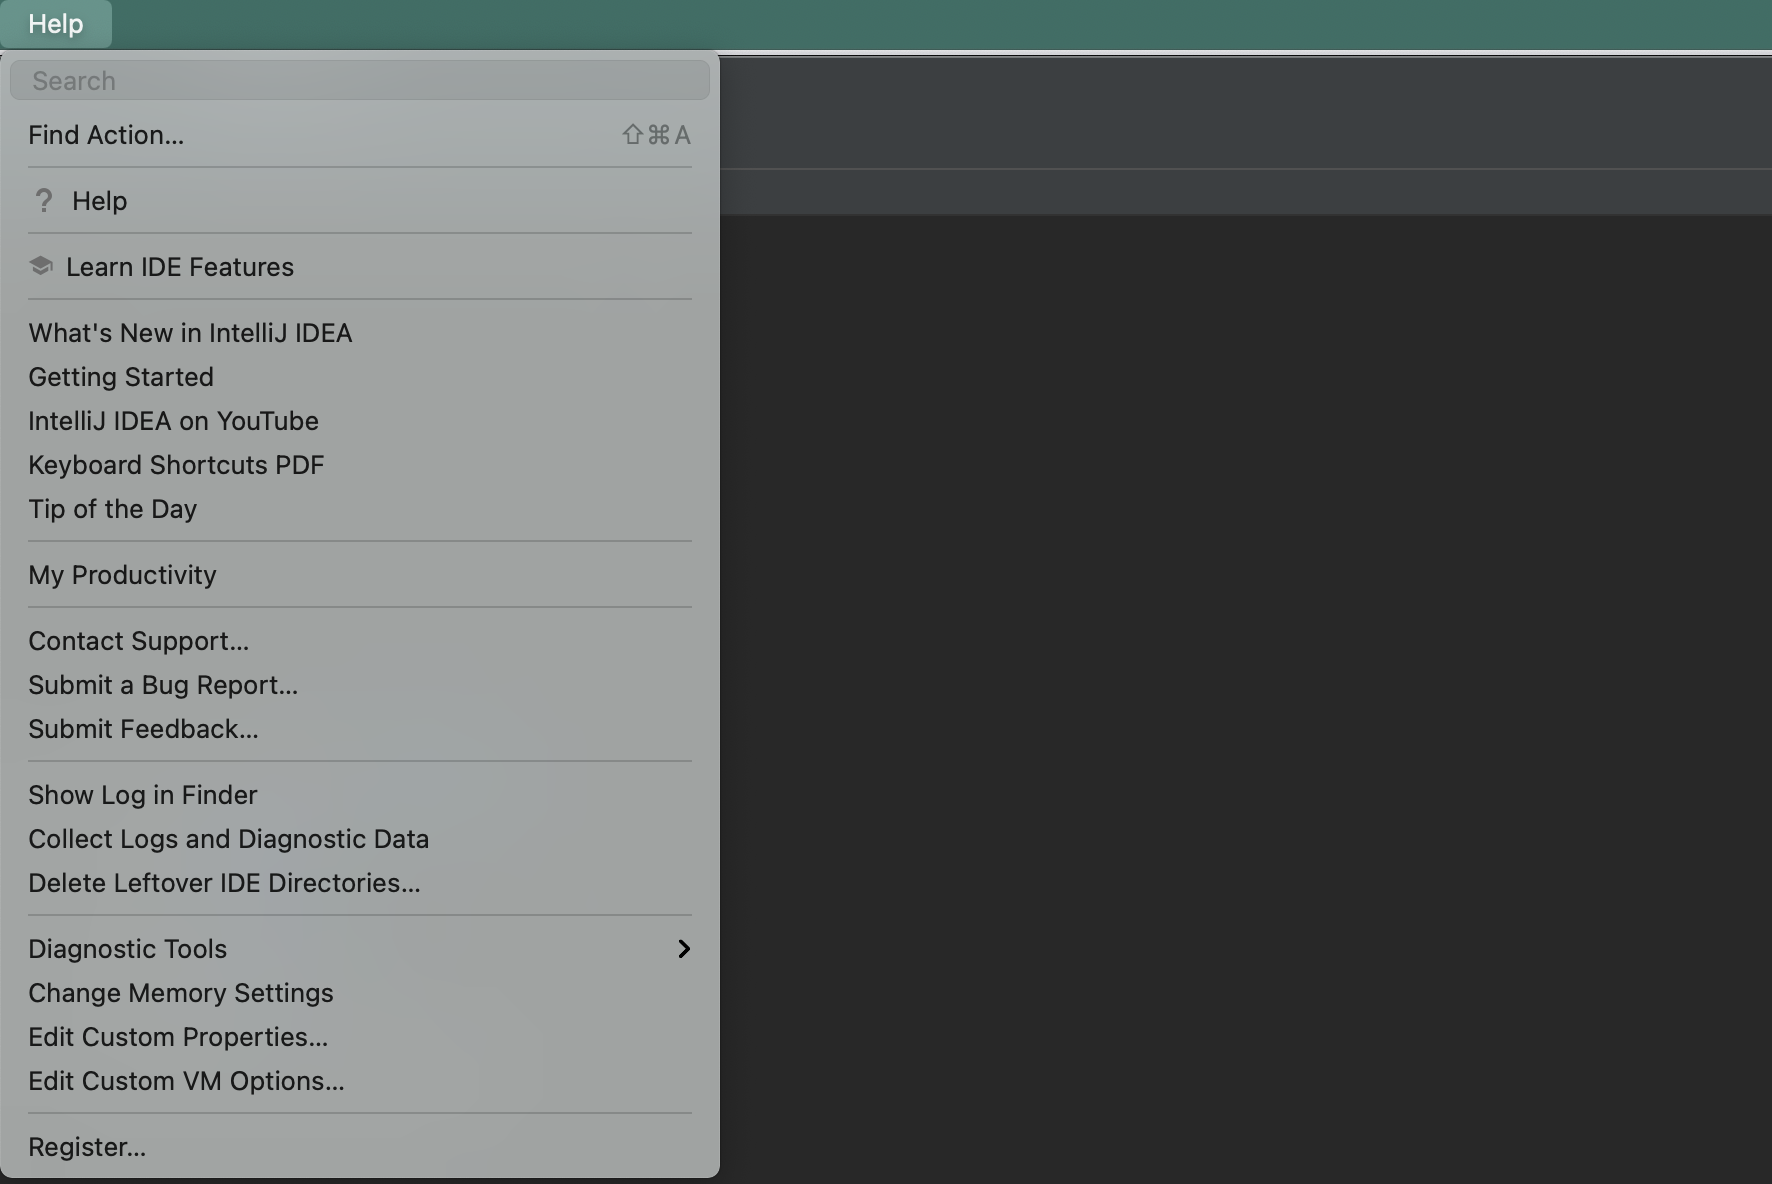 Help
Search
Find Action... ⇧⌘A
? Help
Learn IDE Features
What's New in IntelliJ IDEA
Getting Started
IntelliJ IDEA on YouTube
Keyboard Shortcuts PDF
Tip of the Day
My Productivity
Contact Support...
Submit a Bug Report...
Submit Feedback...
Show Log in Finder
Collect Logs and Diagnostic Data
Delete Leftover IDE Directories...
Diagnostic Tools
Change Memory Settings
Edit Custom Properties...
Edit Custom VM Options...
Register...